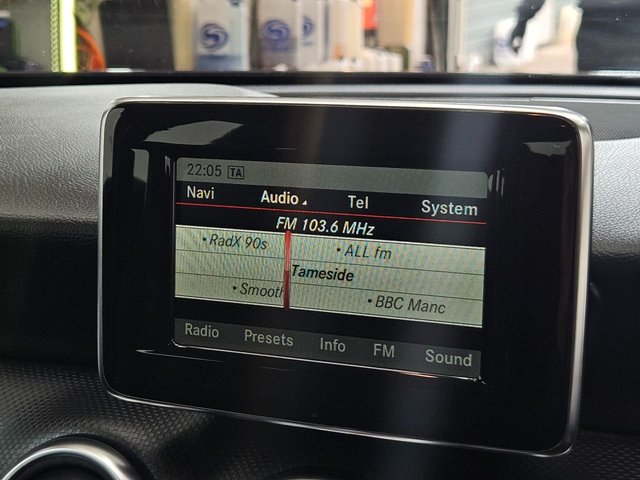 22:05 TA
Navi Audio Tel System
FM 103.6 MHz
• RadX 90s • ALL fm
Tameside
• Smooth • BBC Manc
Radio Presets Info FM Sound